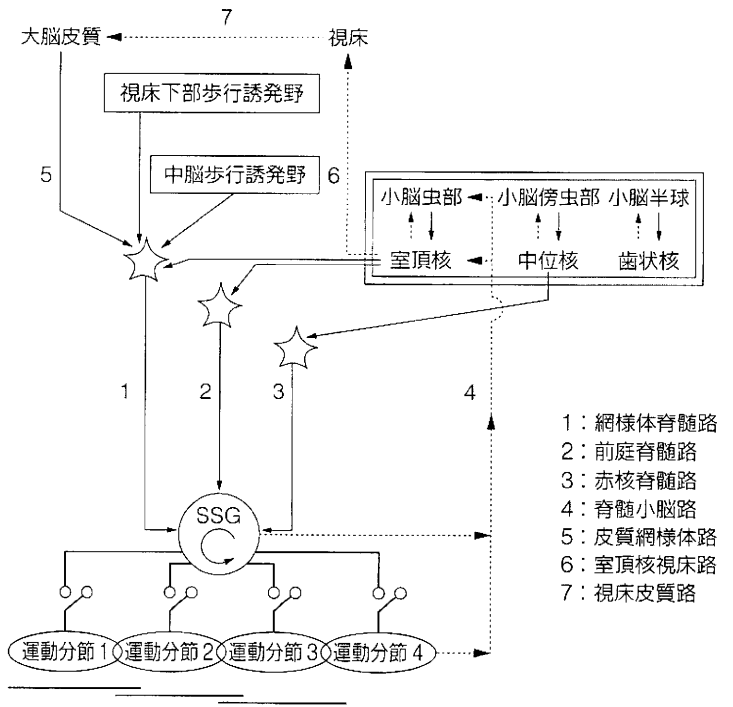 7
大脳皮質
視床
視床下部歩行誘発野
5
中脳歩行誘発野
6
小脳虫部
小脳傍虫部
小脳半球
室頂核
中位核
歯状核
1
2
3
4
1：網様体脊髄路
2：前庭脊髄路
3：赤核脊髄路
4：脊髄小脳路
5：皮質網様体路
6：室頂核視床路
7：視床皮質路
SSG
運動分節1
運動分節2
運動分節3
運動分節4